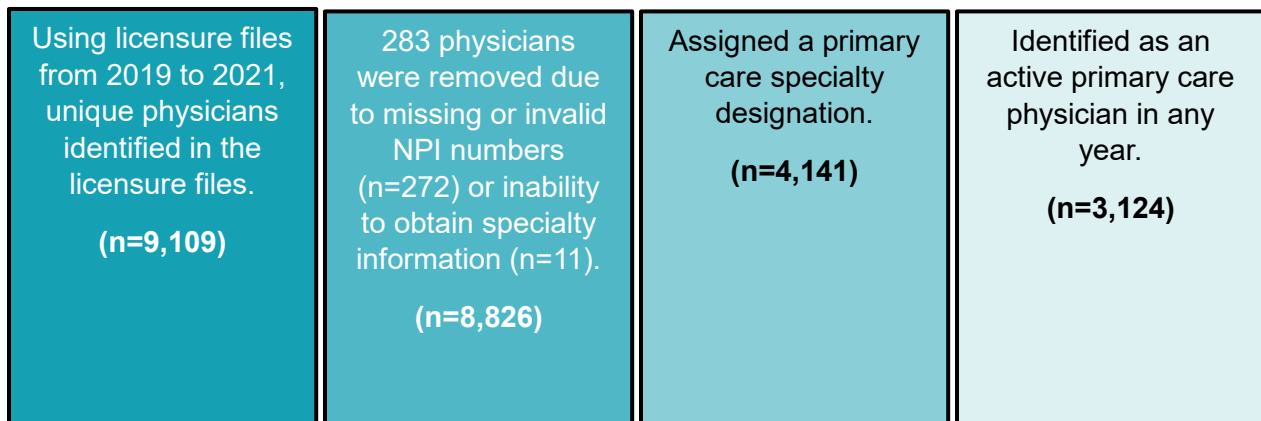 Using licensure files
from 2019 to 2021,
unique physicians
identified in the
licensure files.
(n=9,109)
283 physicians
were removed due
to missing or invalid
NPI numbers
(n=272) or inability
to obtain specialty
information (n=11).
(n=8,826)
Assigned a primary
care specialty
designation.
(n=4,141)
Identified as an
active primary care
physician in any
year.
(n=3,124)